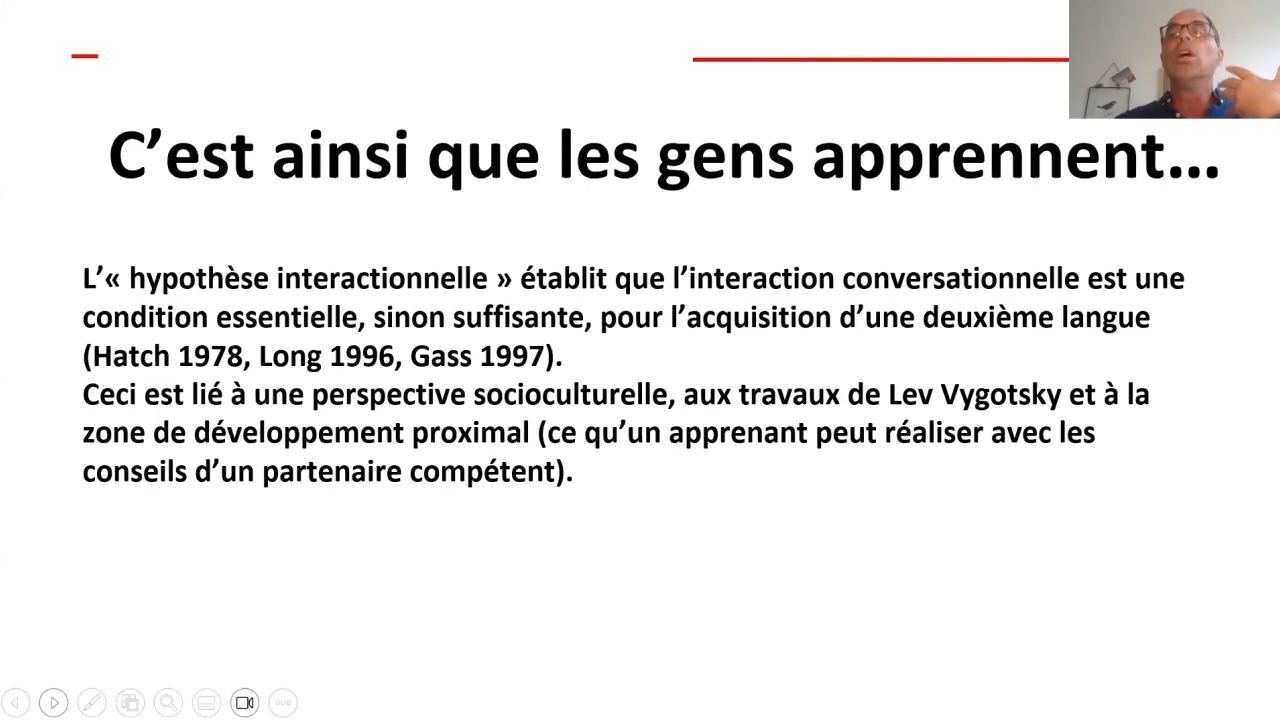 C’est ainsi que les gens apprennent…
L’« hypothèse interactionnelle » établit que l’interaction conversationnelle est une
condition essentielle, sinon suffisante, pour l’acquisition d’une deuxième langue
(Hatch 1978, Long 1996, Gass 1997).
Ceci est lié à une perspective socioculturelle, aux travaux de Lev Vygotsky et à la
zone de développement proximal (ce qu’un apprenant peut réaliser avec les
conseils d’un partenaire compétent).